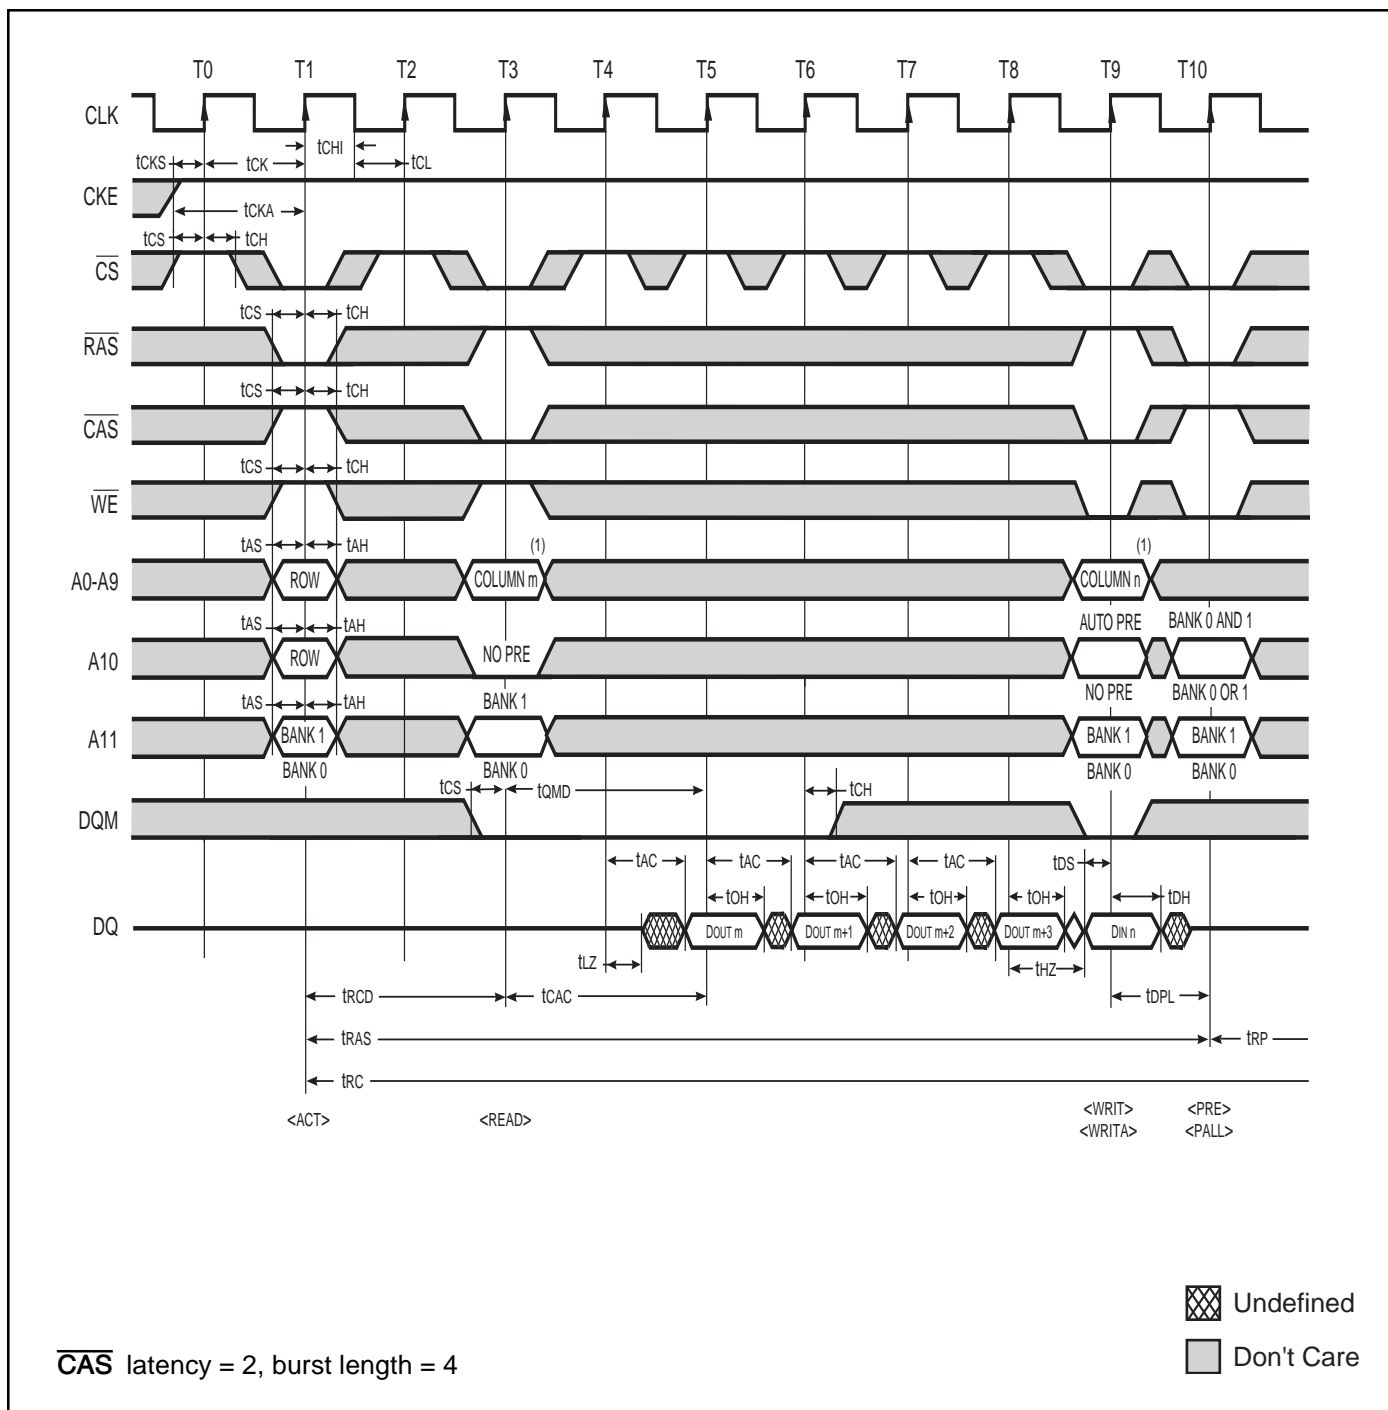 T0 T1 T2 T3 T4 T5 T6 T7 T8 T9 T10
CLK
tCHI
tCKS tCK tCL
CKE
tCKA
tCS tCH
CS
tCS tCH
RAS
tCS tCH
CAS
tCS tCH
WE
tAS tAH (1) (1)
A0-A9 ROW COLUMN m COLUMN n
tAS tAH AUTO PRE BANK 0 AND 1
A10 ROW NO PRE
tAS tAH BANK 1 NO PRE BANK 0 OR 1
A11 BANK 1 BANK 1 BANK 1
BANK 0 BANK 0 BANK 0 BANK 0
tCS tQMD tCH
DQM
tAC tAC tAC tAC tDS
tOH tOH tOH tOH tDH
DQ DOUT m DOUT m+1 DOUT m+2 DOUT m+3 DIN n
tLZ tHZ
tRCD tCAC tDPL
tRAS tRP
tRC
<ACT> <READ> <WRIT> <PRE>
<WRITA> <PALL>
Undefined
Don't Care
CAS latency = 2, burst length = 4